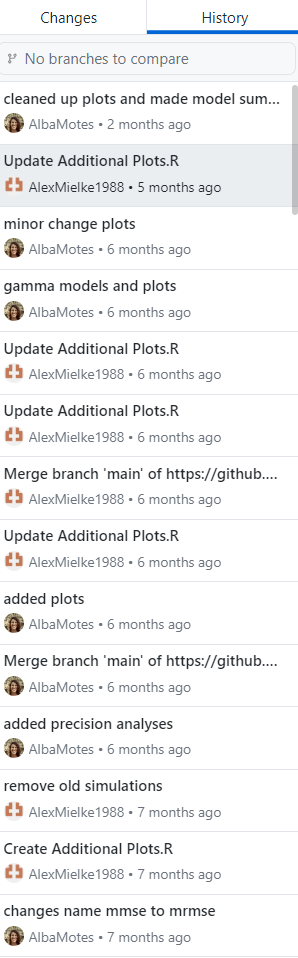 Changes
History
No branches to compare
cleaned up plots and made model sum...
AlbaMotes • 2 months ago
Update Additional Plots.R
AlexMielke1988 • 5 months ago
minor change plots
AlbaMotes • 6 months ago
gamma models and plots
AlbaMotes • 6 months ago
Update Additional Plots.R
AlexMielke1988 • 6 months ago
Update Additional Plots.R
AlexMielke1988 • 6 months ago
Merge branch 'main' of https://github....
AlexMielke1988 • 6 months ago
Update Additional Plots.R
AlexMielke1988 • 6 months ago
added plots
AlbaMotes • 6 months ago
Merge branch 'main' of https://github....
AlbaMotes • 6 months ago
added precision analyses
AlbaMotes • 6 months ago
remove old simulations
AlexMielke1988 • 7 months ago
Create Additional Plots.R
AlexMielke1988 • 7 months ago
changes name mmse to mrmse
AlbaMotes • 7 months ago